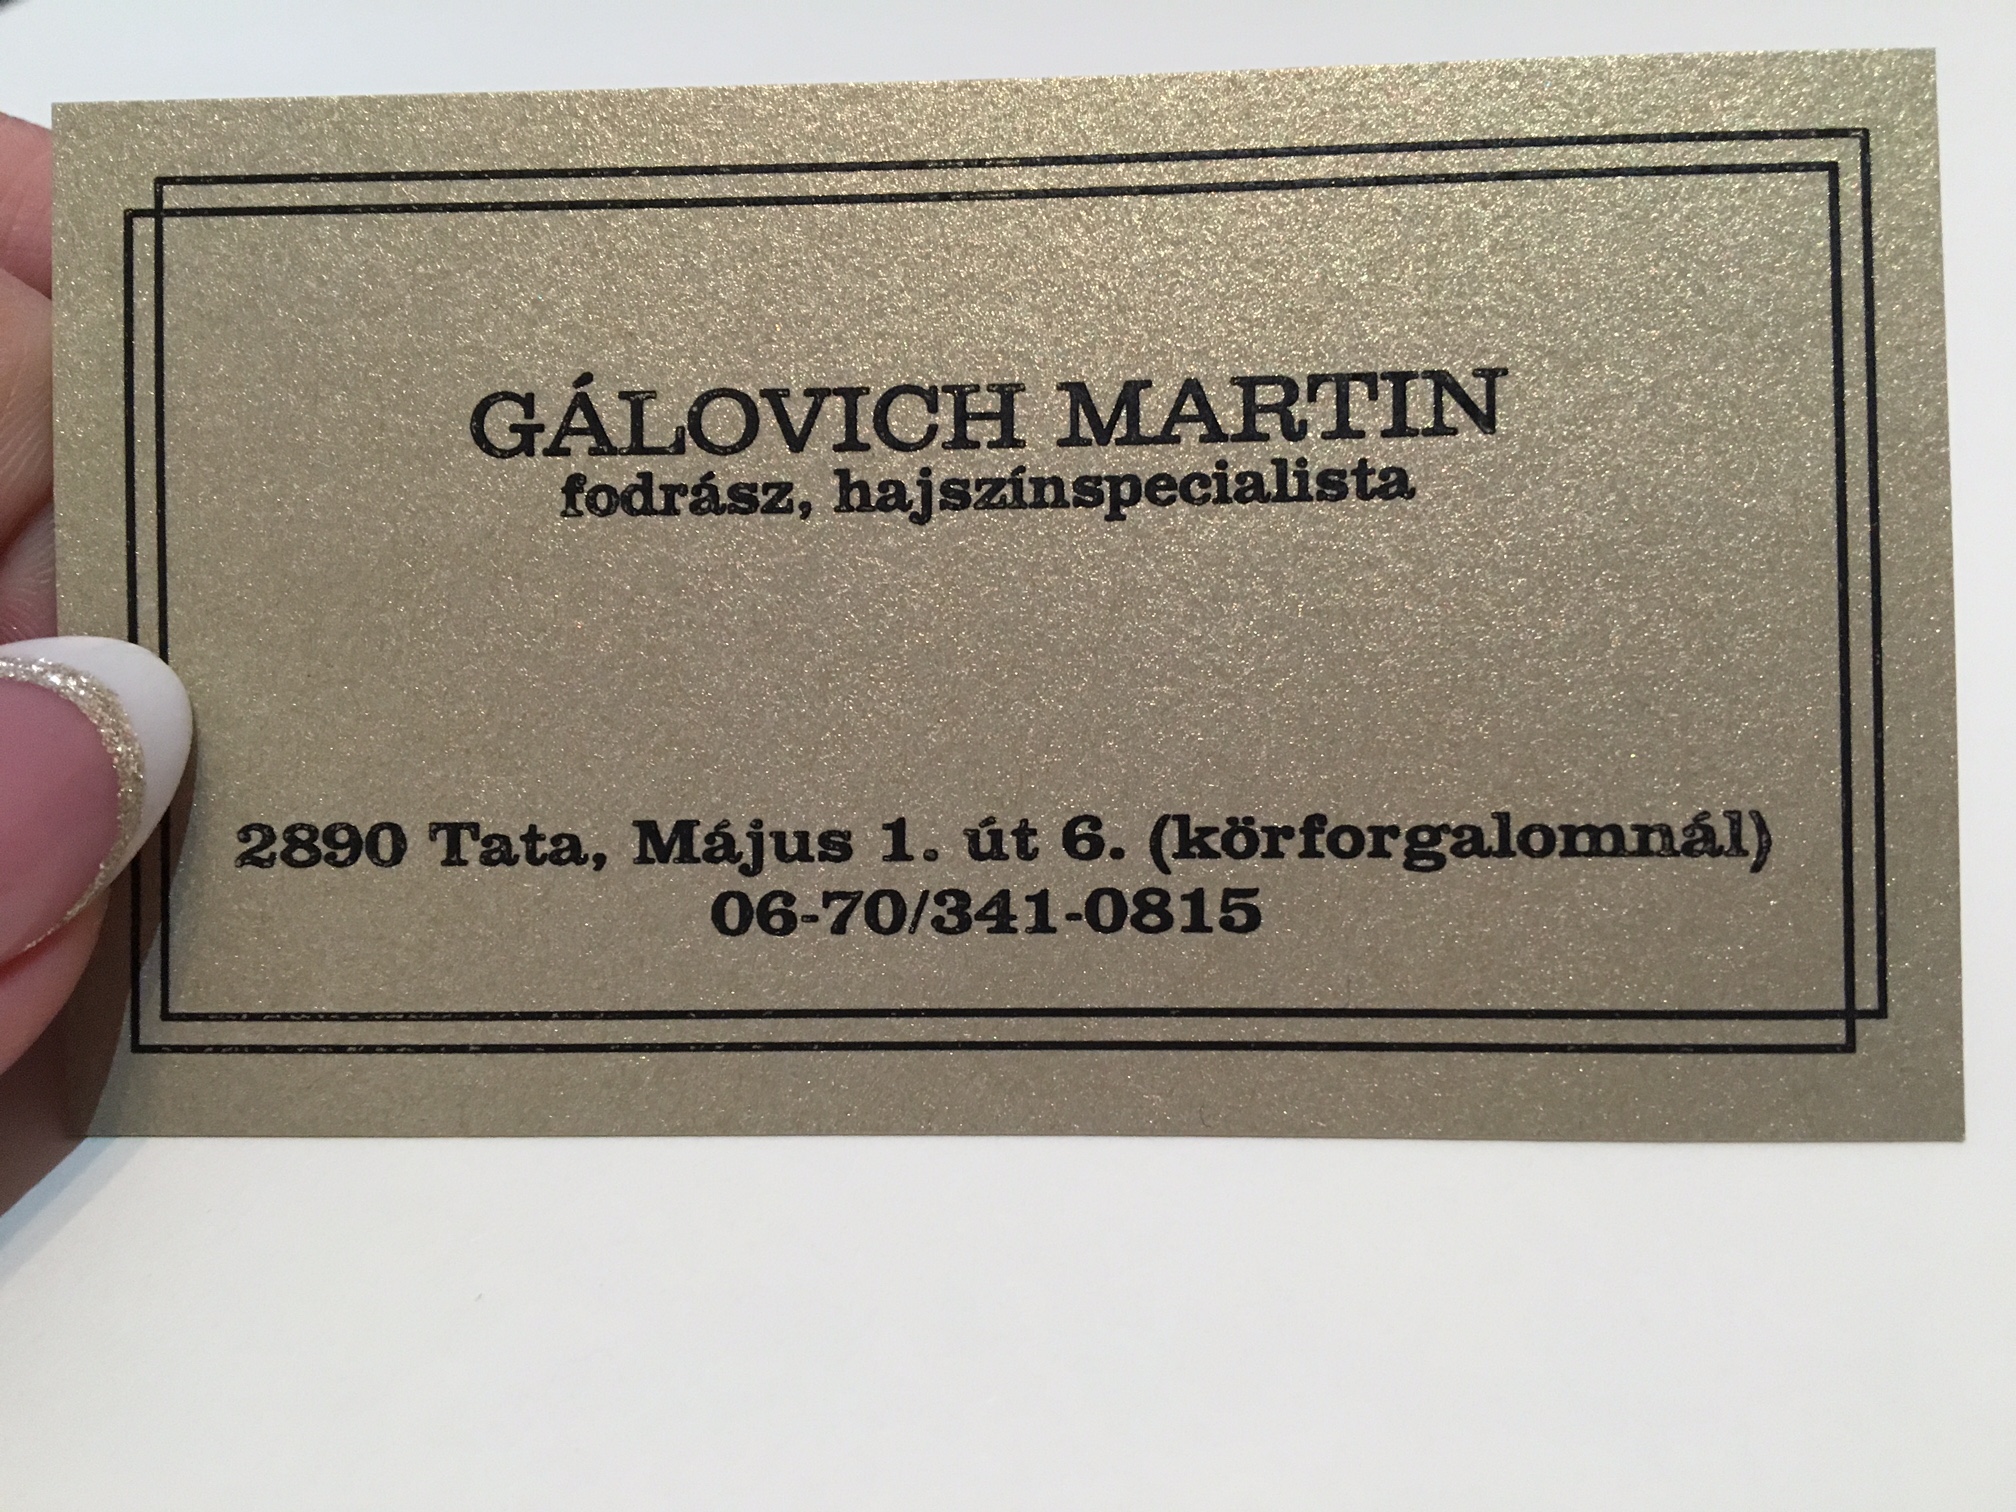 GÁLOVICH MARTIN
fodrász, hajszínspecialista
2890 Tata, Május 1. út 6. (körforgalomnál)
06-70/341-0815